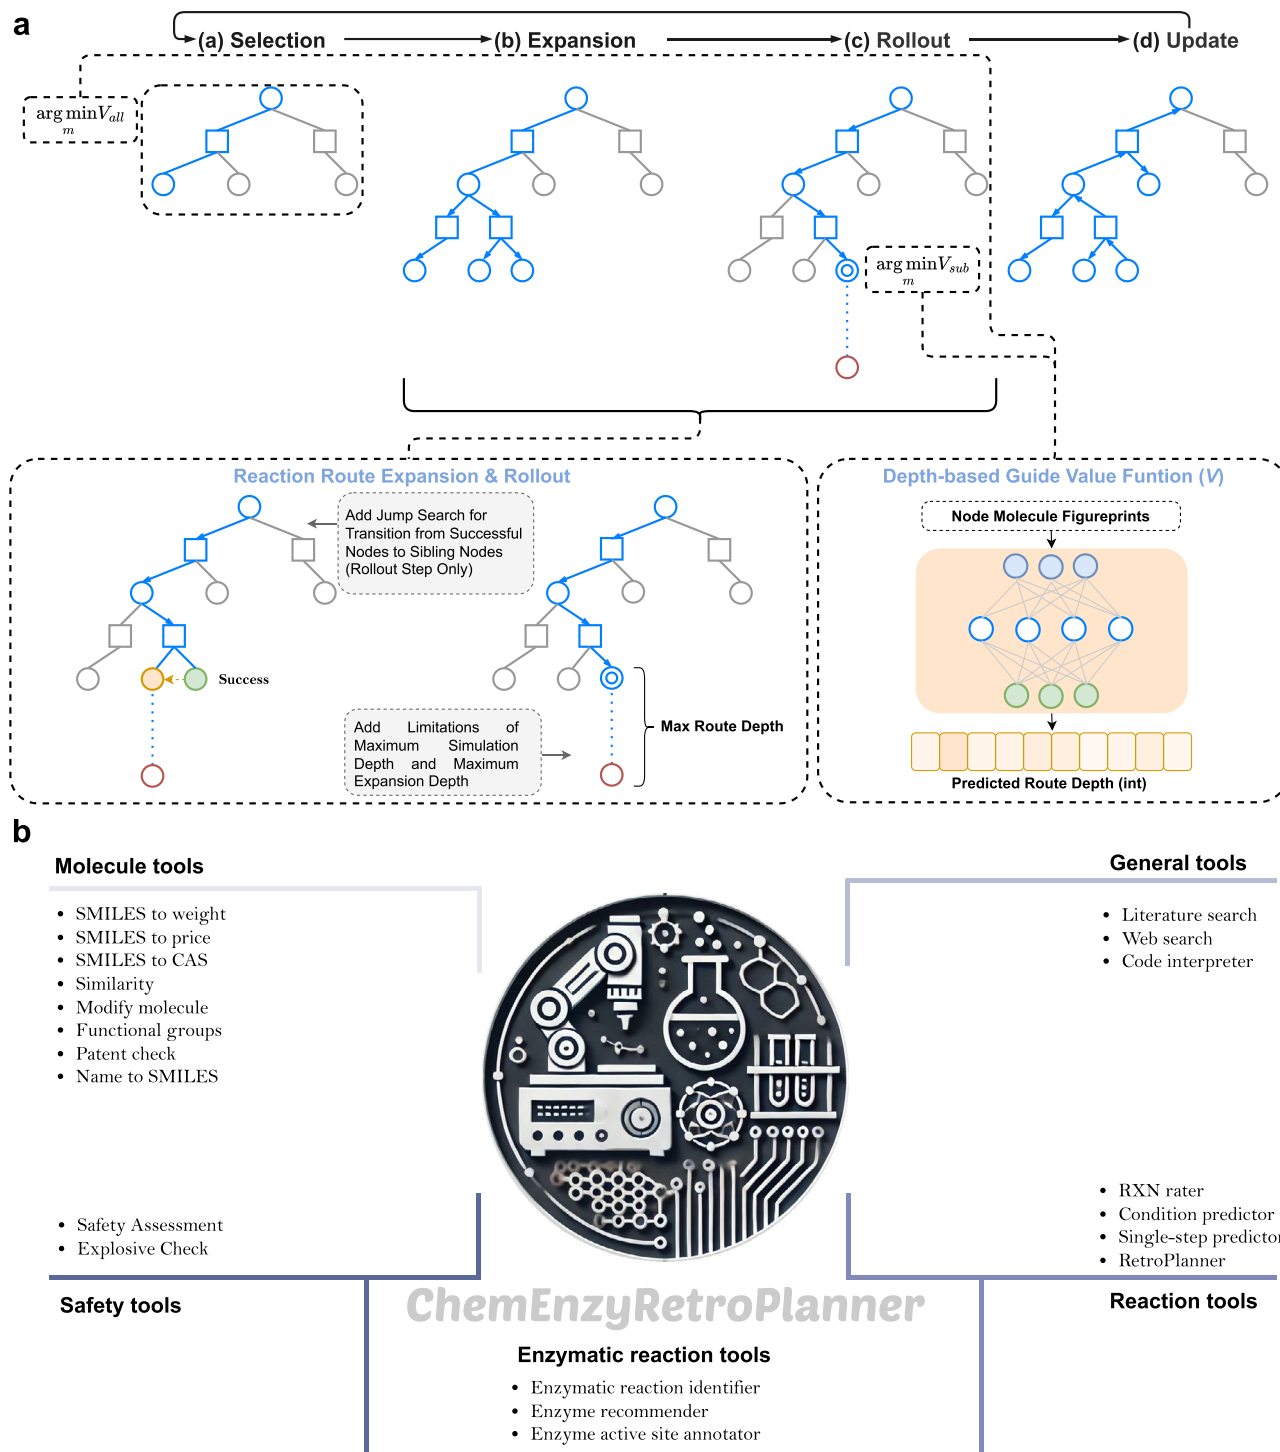 a
(a) Selection
(b) Expansion
(c) Rollout
(d) Update
arg min V_all
m
arg min V_sub
m
Reaction Route Expansion & Rollout
Add Jump Search for
Transition from Successful
Nodes to Sibling Nodes
(Rollout Step Only)
Success
Add Limitations of
Maximum Simulation
Depth and Maximum
Expansion Depth
Max Route Depth
Depth-based Guide Value Funtion (V)
Node Molecule Figureprints
Predicted Route Depth (int)
b
Molecule tools
• SMILES to weight
• SMILES to price
• SMILES to CAS
• Similarity
• Modify molecule
• Functional groups
• Patent check
• Name to SMILES
General tools
• Literature search
• Web search
• Code interpreter
• Safety Assessment
• Explosive Check
Safety tools
• RXN rater
• Condition predictor
• Single-step predictor
• RetroPlanner
Reaction tools
ChemEnzyRetroPlanner
Enzymatic reaction tools
• Enzymatic reaction identifier
• Enzyme recommender
• Enzyme active site annotator